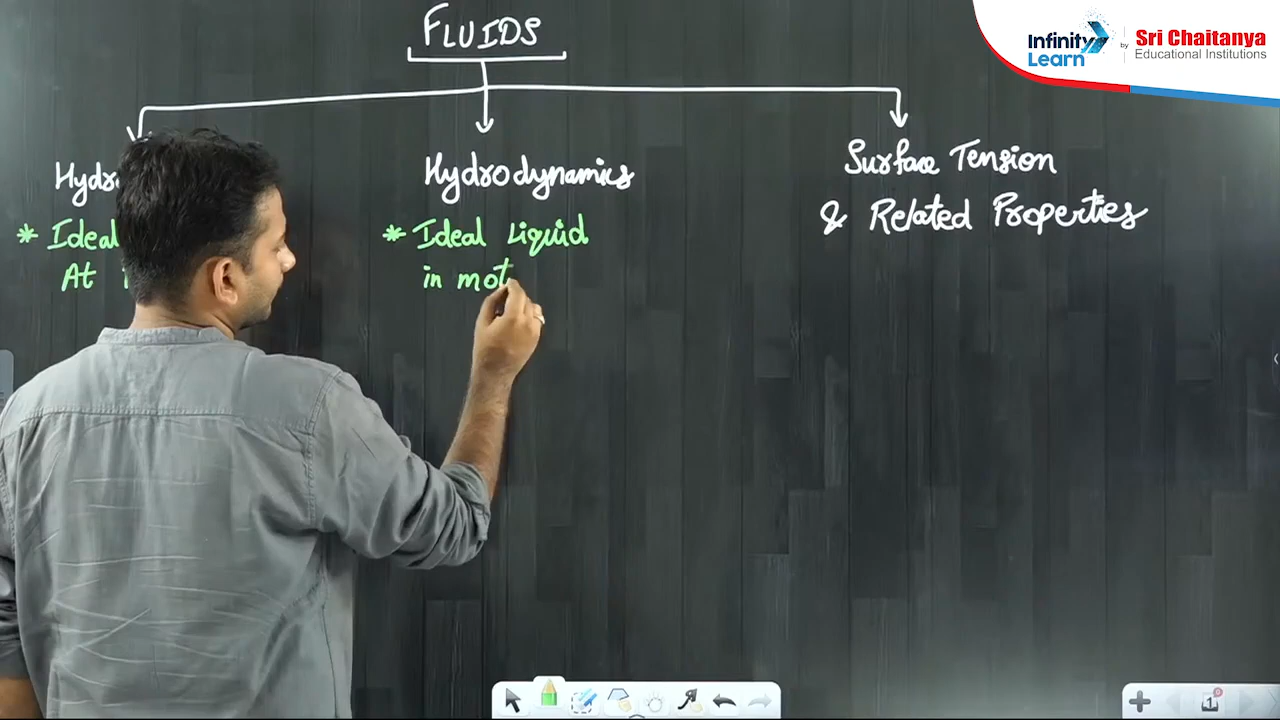 FLUIDS
Hydrodynamics
Surface Tension
& Related Properties
* Ideal
At
* Ideal Liquid
in mot
Infinity
Learn
by
Sri Chaitanya
Educational Institutions
1